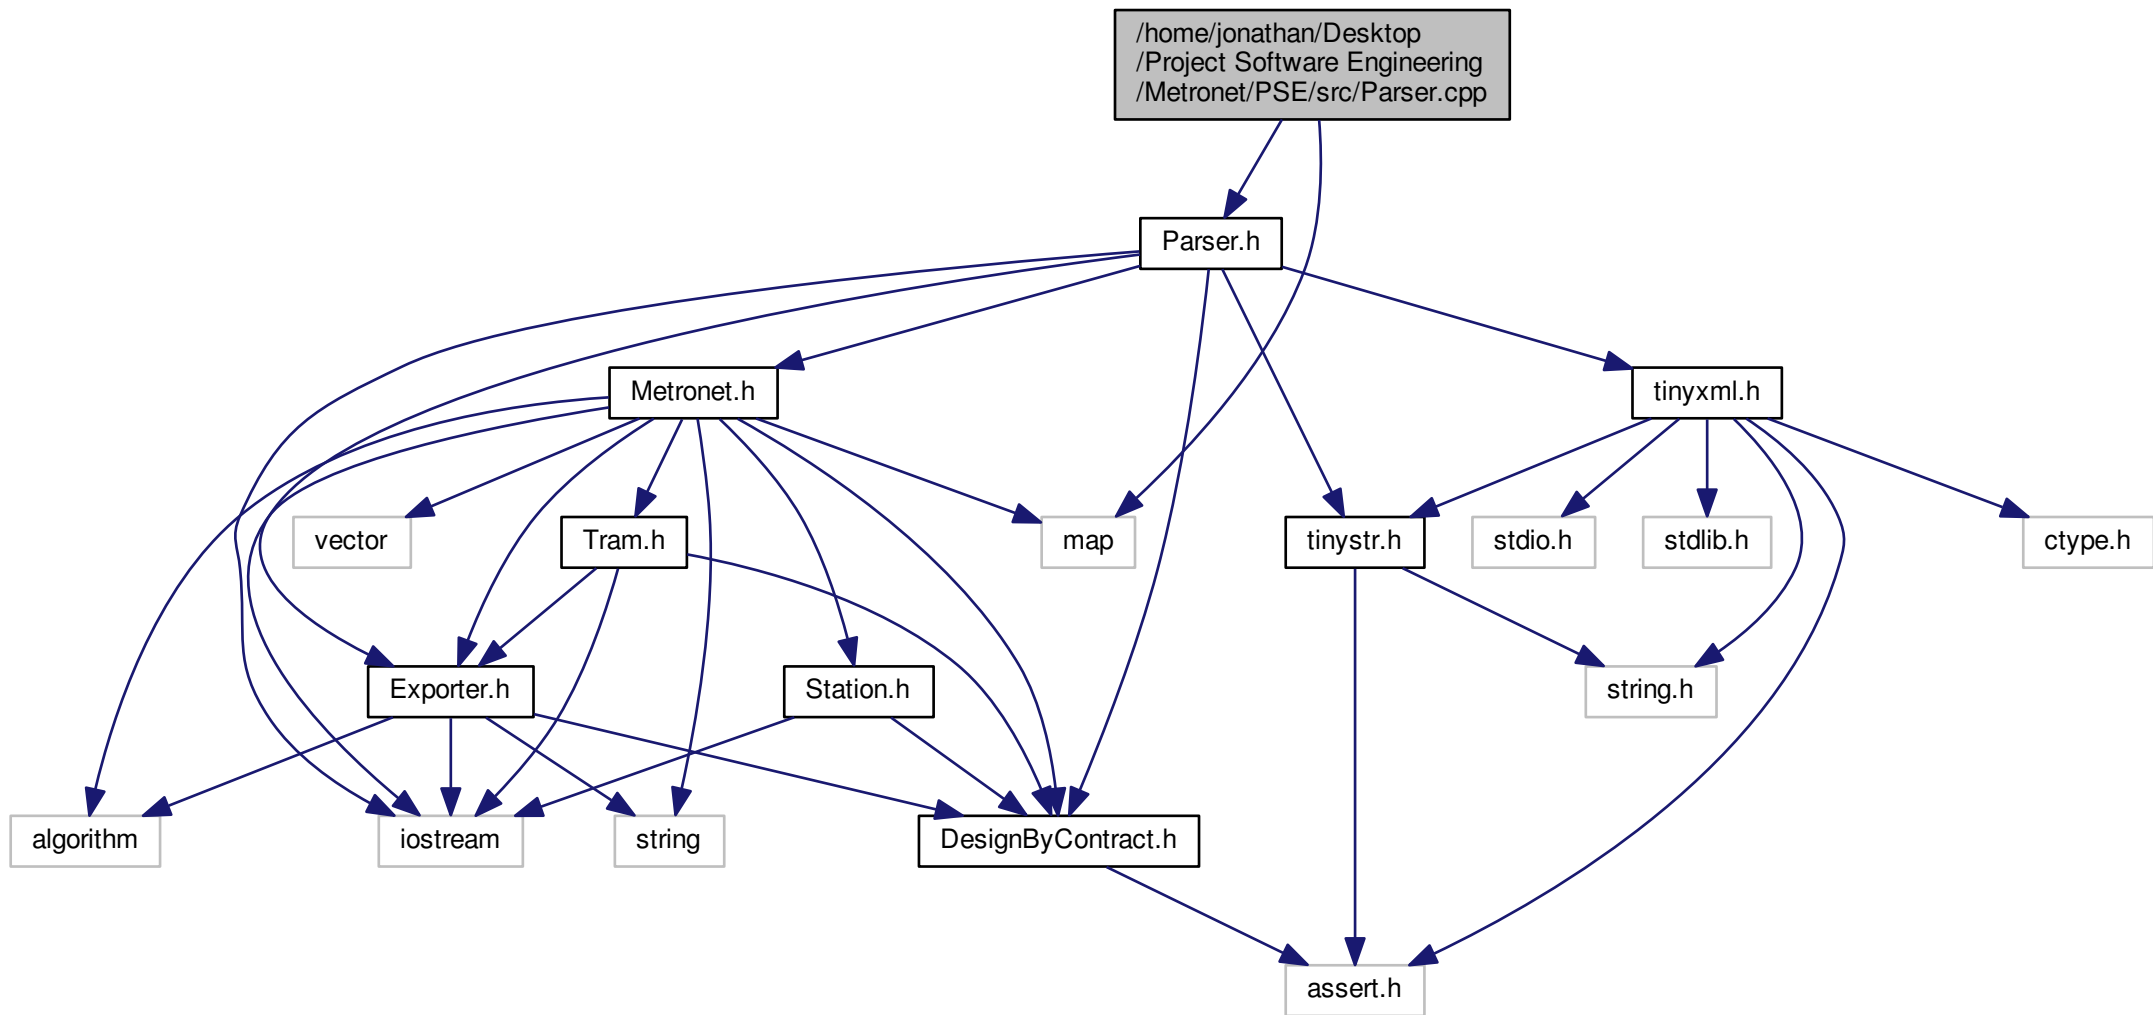 /home/jonathan/Desktop
/Project Software Engineering
/Metronet/PSE/src/Parser.cpp
Parser.h
Metronet.h
tinyxml.h
vector
Tram.h
map
tinystr.h
stdio.h
stdlib.h
ctype.h
Exporter.h
Station.h
string.h
algorithm
iostream
string
DesignByContract.h
assert.h